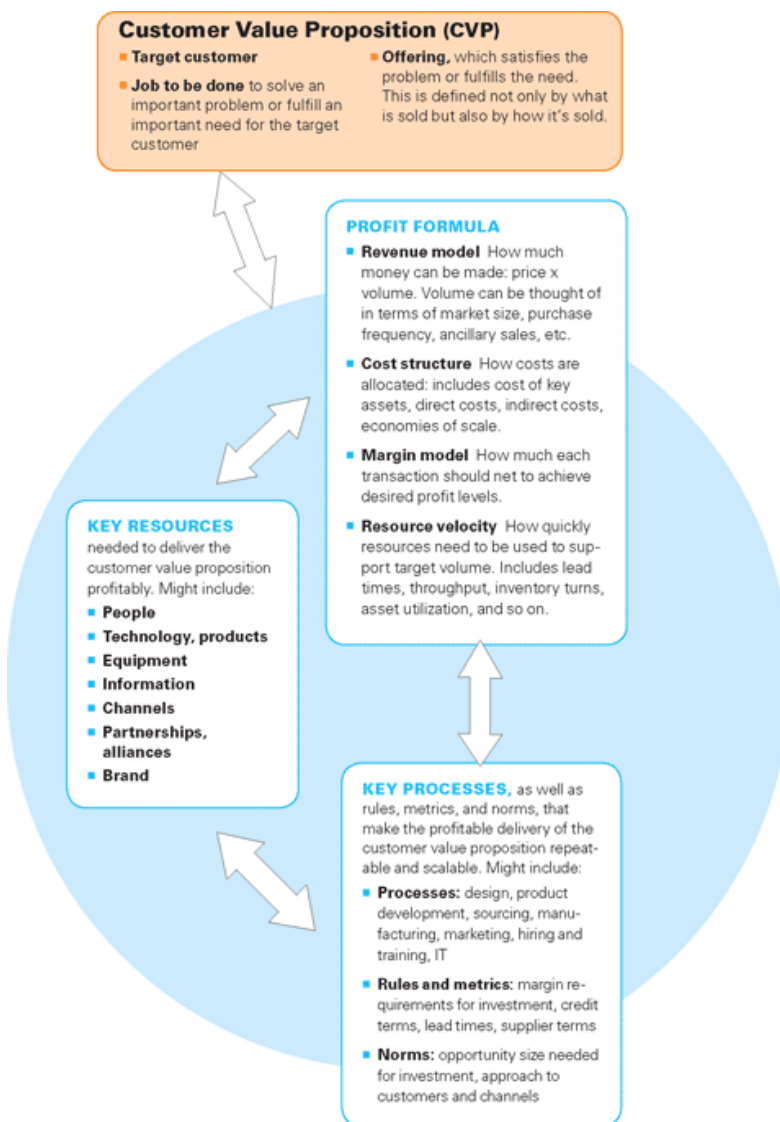 Customer Value Proposition (CVP)
■ Target customer
■ Job to be done to solve an
important problem or fulfill an
important need for the target
customer
■ Offering, which satisfies the
problem or fulfills the need.
This is defined not only by what
is sold but also by how it's sold.
PROFIT FORMULA
■ Revenue model How much
money can be made: price x
volume. Volume can be thought of
in terms of market size, purchase
frequency, ancillary sales, etc.
■ Cost structure How costs are
allocated: includes cost of key
assets, direct costs, indirect costs,
economies of scale.
■ Margin model How much each
transaction should net to achieve
desired profit levels.
■ Resource velocity How quickly
resources need to be used to sup-
port target volume. Includes lead
times, throughput, inventory turns,
asset utilization, and so on.
KEY RESOURCES
needed to deliver the
customer value proposition
profitably. Might include:
■ People
■ Technology, products
■ Equipment
■ Information
■ Channels
■ Partnerships,
alliances
■ Brand
KEY PROCESSES, as well as
rules, metrics, and norms, that
make the profitable delivery of the
customer value proposition repeat-
able and scalable. Might include:
■ Processes: design, product
development, sourcing, manu-
facturing, marketing, hiring and
training, IT
■ Rules and metrics: margin re-
quirements for investment, credit
terms, lead times, supplier terms
■ Norms: opportunity size needed
for investment, approach to
customers and channels